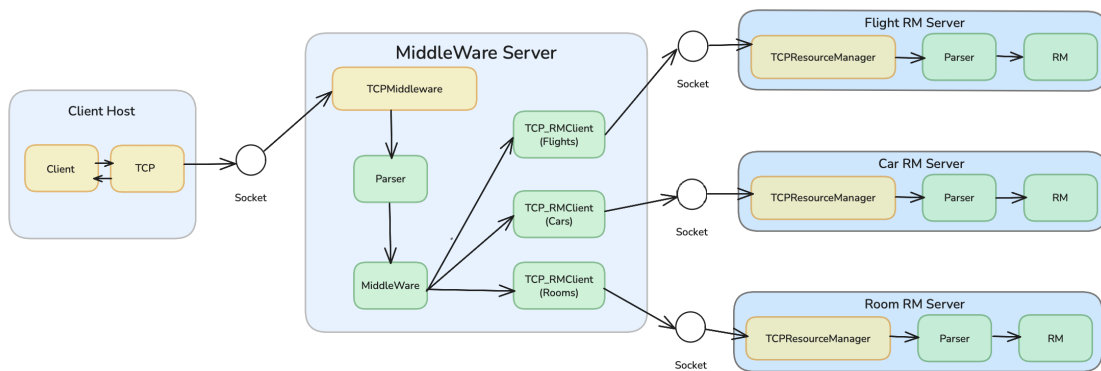 Client Host
Client
TCP
Socket
MiddleWare Server
TCPMiddleware
Parser
MiddleWare
TCP_RMClient
(Flights)
TCP_RMClient
(Cars)
TCP_RMClient
(Rooms)
Socket
Flight RM Server
TCPResourceManager
Parser
RM
Socket
Car RM Server
TCPResourceManager
Parser
RM
Socket
Room RM Server
TCPResourceManager
Parser
RM